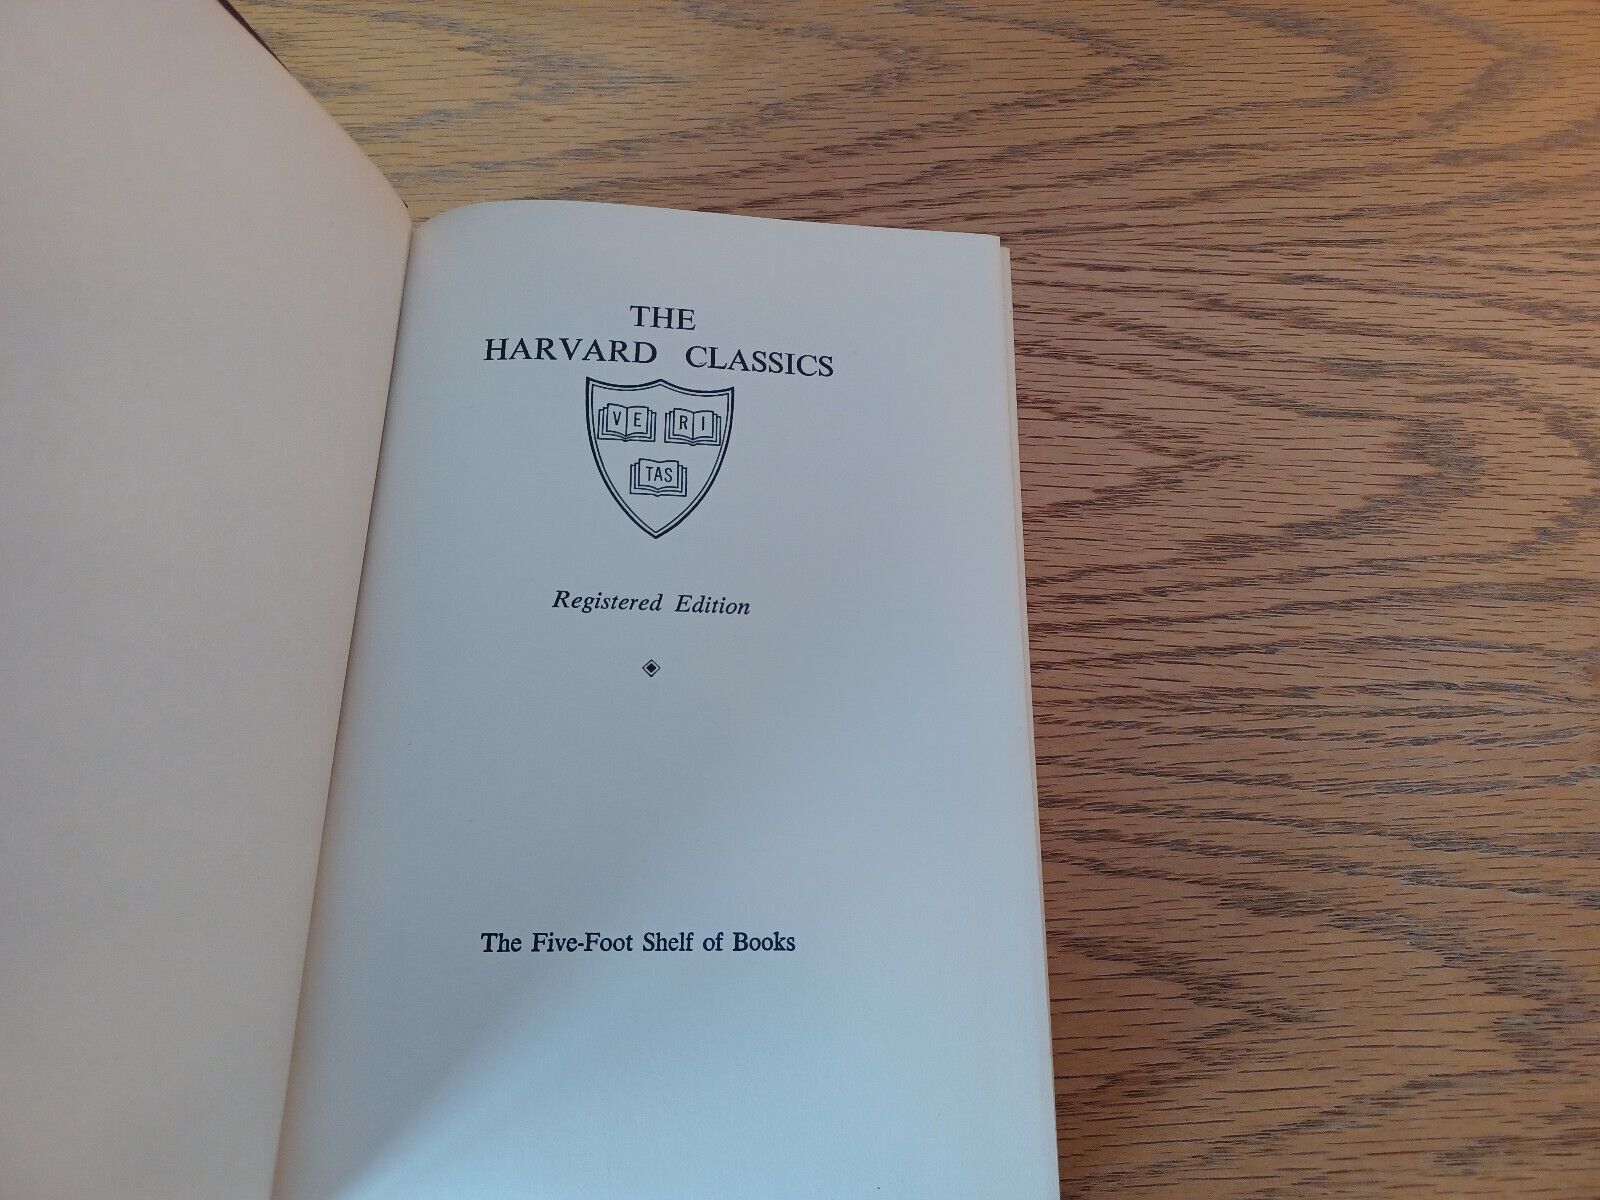 THE
HARVARD CLASSICS
VE RI
TAS
Registered Edition
The Five-Foot Shelf of Books